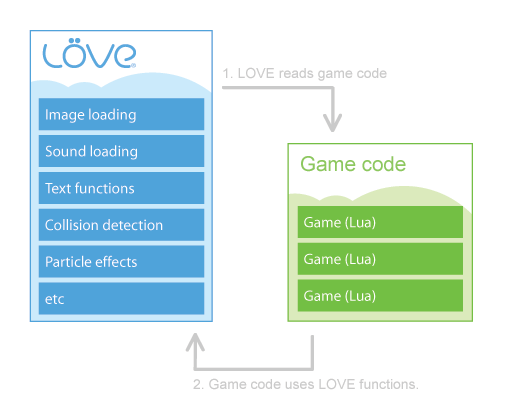 LÖVE
1. LOVE reads game code
Image loading
Sound loading
Text functions
Collision detection
Particle effects
etc
Game code
Game (Lua)
Game (Lua)
Game (Lua)
2. Game code uses LOVE functions.